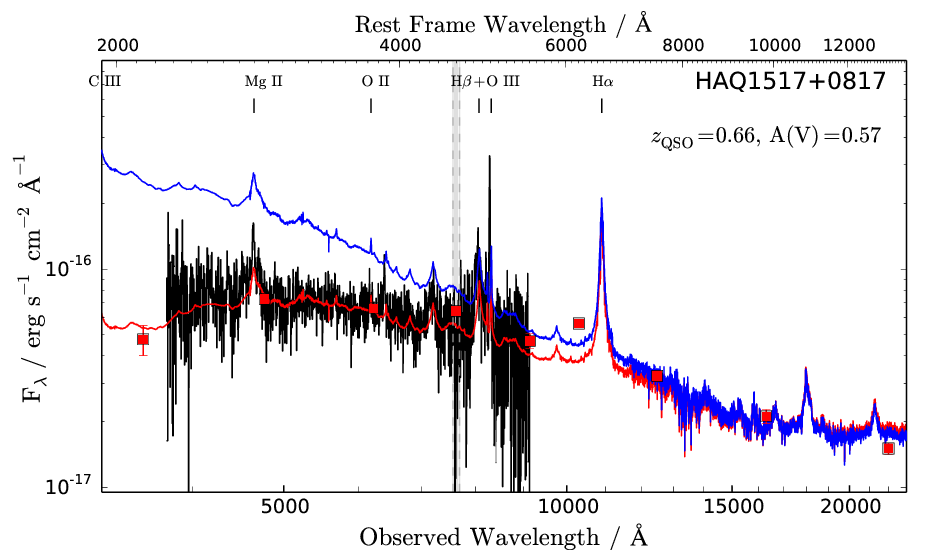 Rest Frame Wavelength / Å
2000 4000 6000 8000 10000 12000
C III Mg II O II Hβ+O III Hα
HAQ1517+0817
z_QSO=0.66, A(V)=0.57
F_λ / erg s⁻¹ cm⁻² Å⁻¹
10⁻¹⁶
10⁻¹⁷
5000 10000 15000 20000
Observed Wavelength / Å